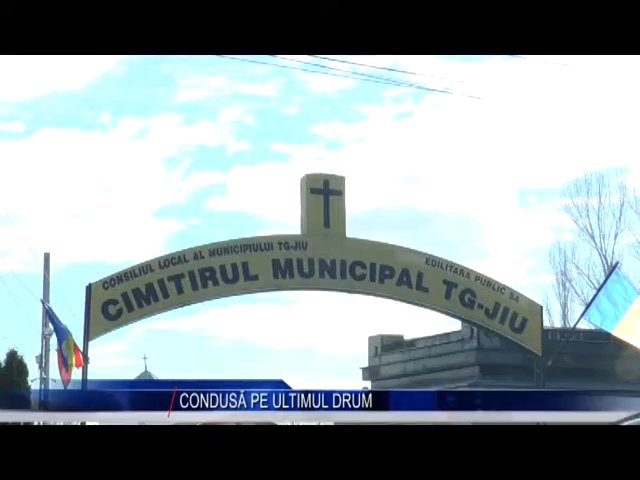 CONSILIUL LOCAL AL MUNICIPIULUI TG-JIU
EDILITARA PUBLIC SA
CIMITIRUL MUNICIPAL TG-JIU
CONDUSĂ PE ULTIMUL DRUM